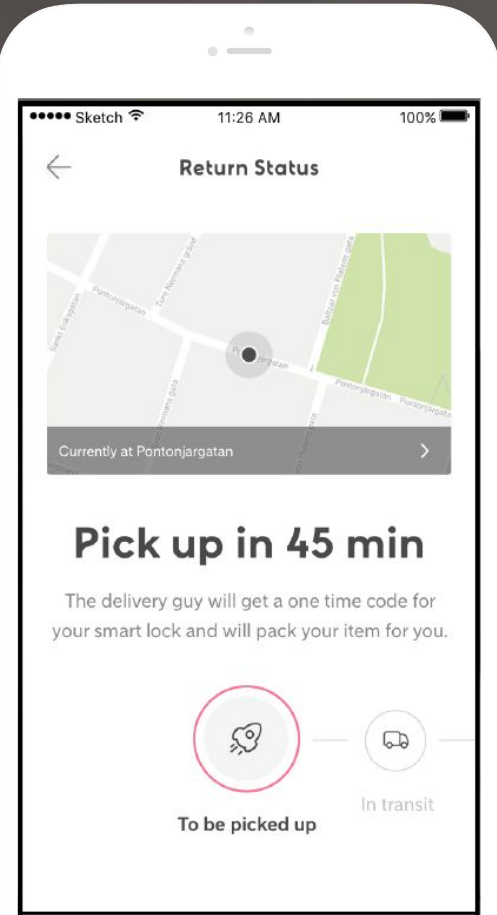 Sketch 11:26 AM 100%
Return Status
Pontonjargatan
Pontonjargatan
Pontonjargatan
Currently at Pontonjargatan
Pick up in 45 min
The delivery guy will get a one time code for
your smart lock and will pack your item for you.
To be picked up
In transit